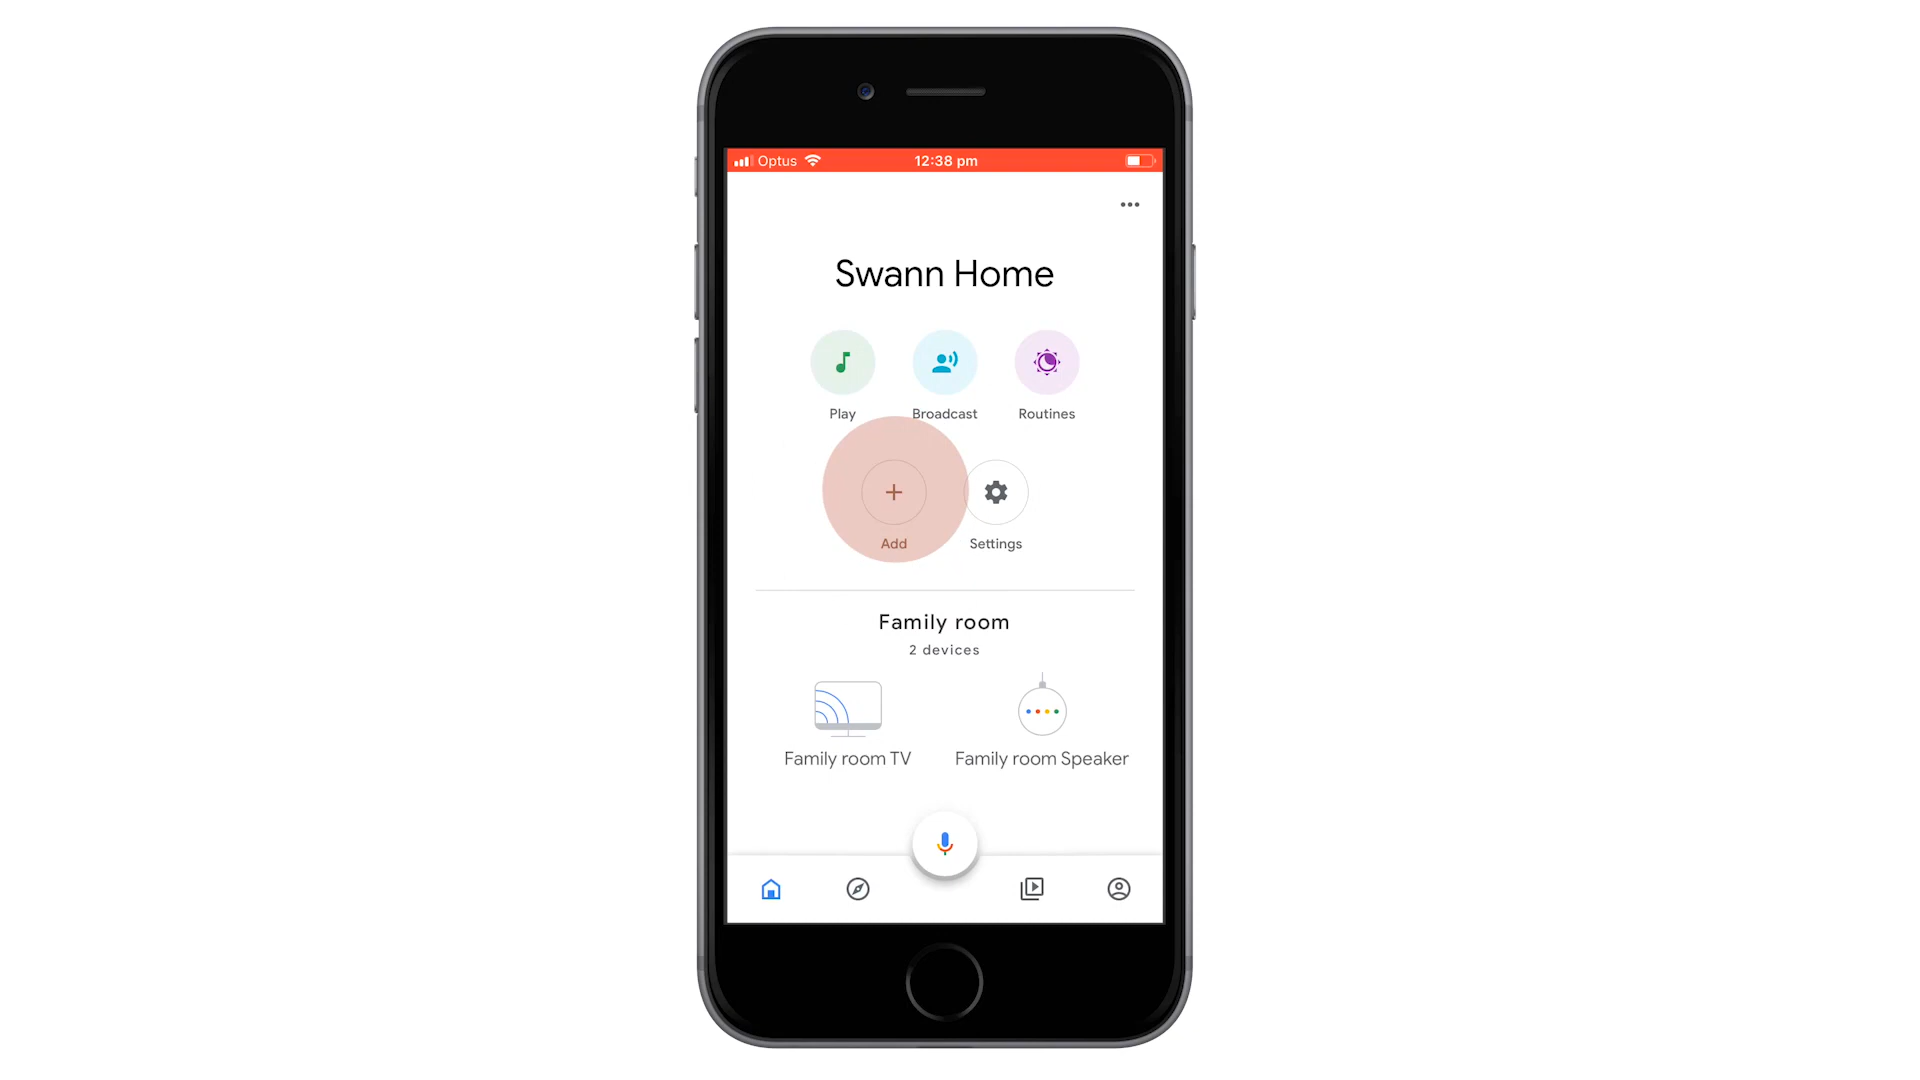 Optus
12:38 pm
Swann Home
Play
Broadcast
Routines
Add
Settings
Family room
2 devices
Family room TV
Family room Speaker